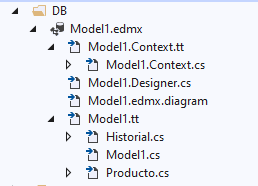 DB
Model1.edmx
Model1.Context.tt
Model1.Context.cs
Model1.Designer.cs
Model1.edmx.diagram
Model1.tt
Historial.cs
Model1.cs
Producto.cs